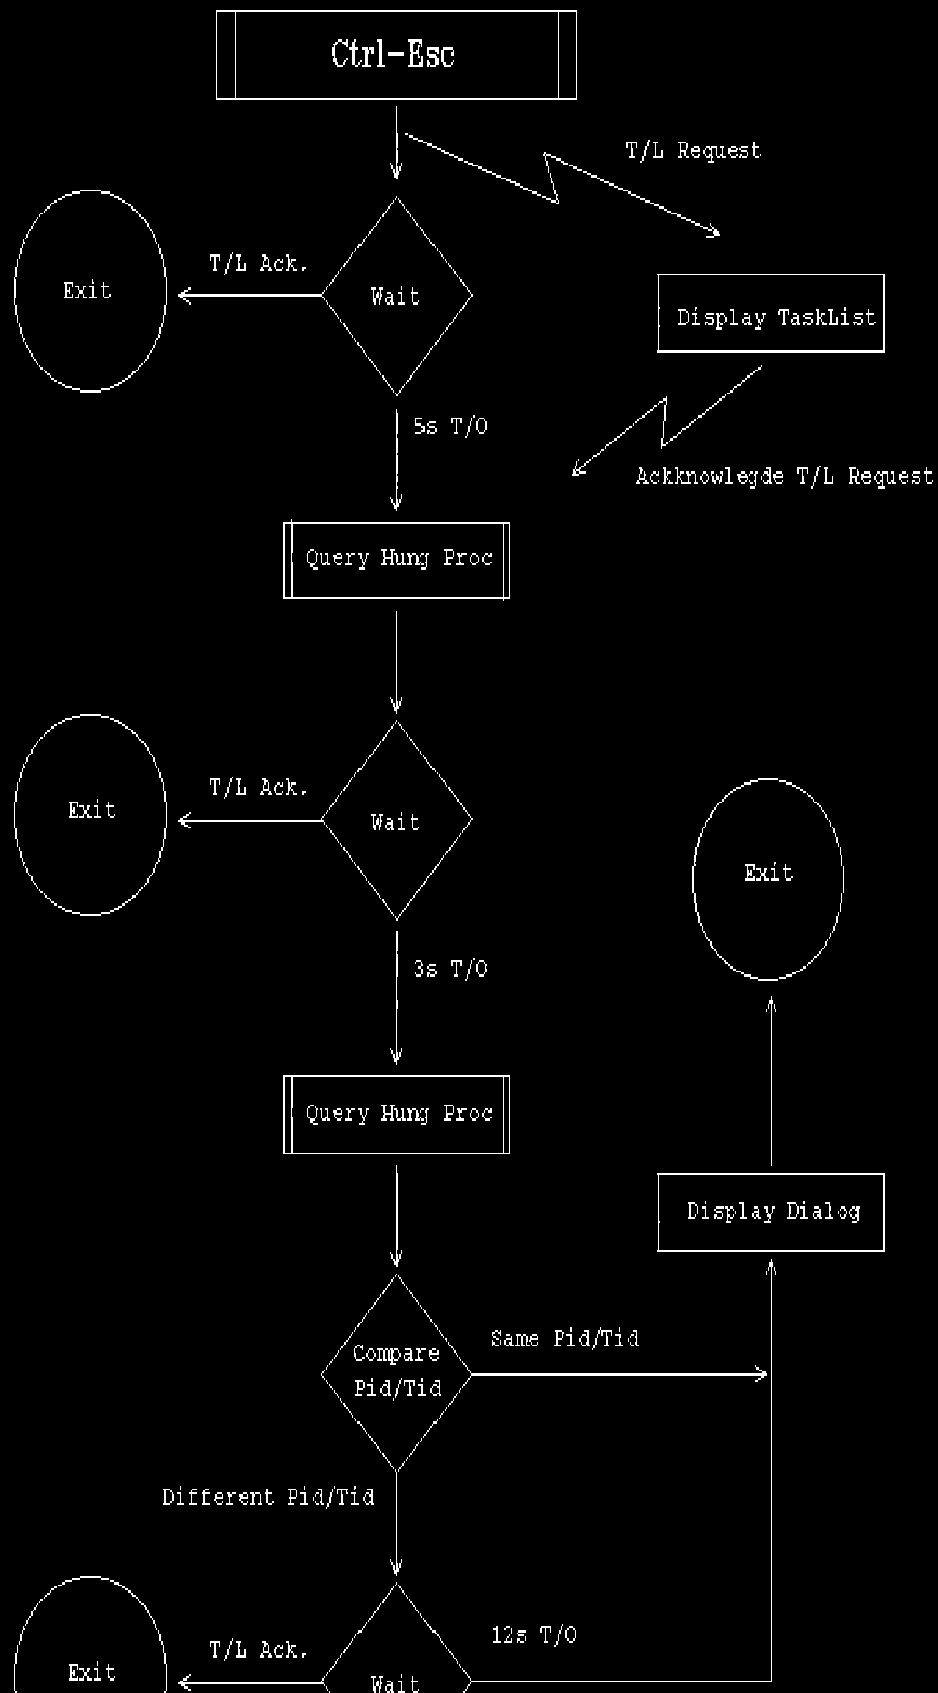 Ctrl-Esc
T/L Request
T/L Ack.
Exit
Wait
Display TaskList
5s T/O
Ackknowlegde T/L Request
Query Hung Proc
T/L Ack.
Exit
Wait
Exit
3s T/O
Query Hung Proc
Display Dialog
Same Pid/Tid
Compare
Pid/Tid
Different Pid/Tid
12s T/O
T/L Ack.
Exit
Wait